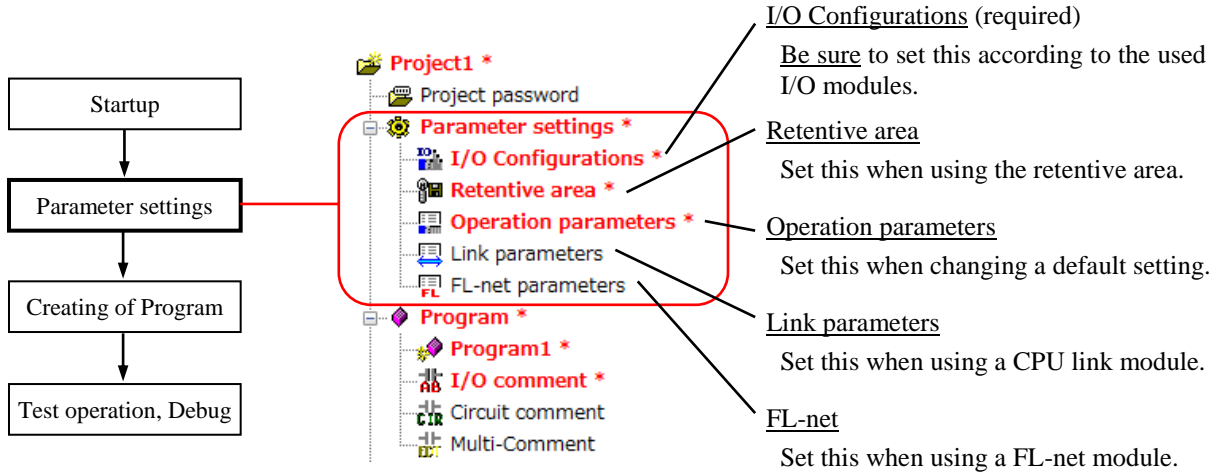 Startup
Parameter settings
Creating of Program
Test operation, Debug
Project1 *
Project password
Parameter settings *
I/O Configurations *
Retentive area *
Operation parameters *
Link parameters
FL-net parameters
Program *
Program1 *
I/O comment *
Circuit comment
Multi-Comment
I/O Configurations (required)
Be sure to set this according to the used
I/O modules.
Retentive area
Set this when using the retentive area.
Operation parameters
Set this when changing a default setting.
Link parameters
Set this when using a CPU link module.
FL-net
Set this when using a FL-net module.